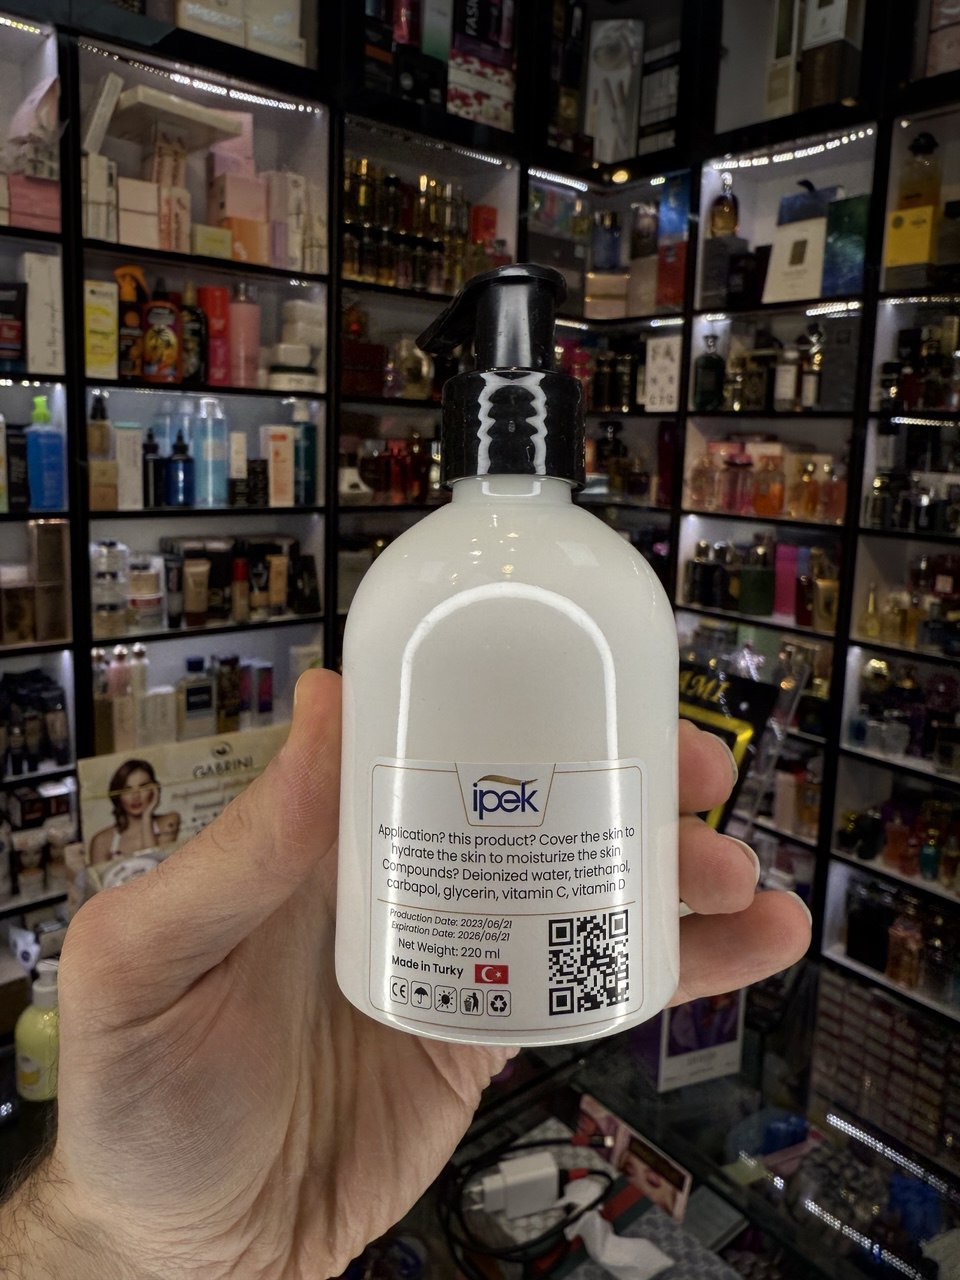 GABRINI
ipek
Application? this product? Cover the skin to
hydrate the skin to moisturize the skin
Compounds? Deionized water, triethanol,
carbapol, glycerin, vitamin C, vitamin D
Production Date: 2023/06/21
Expiration Date: 2026/06/21
Net Weight: 220 ml
Made in Turky
CE